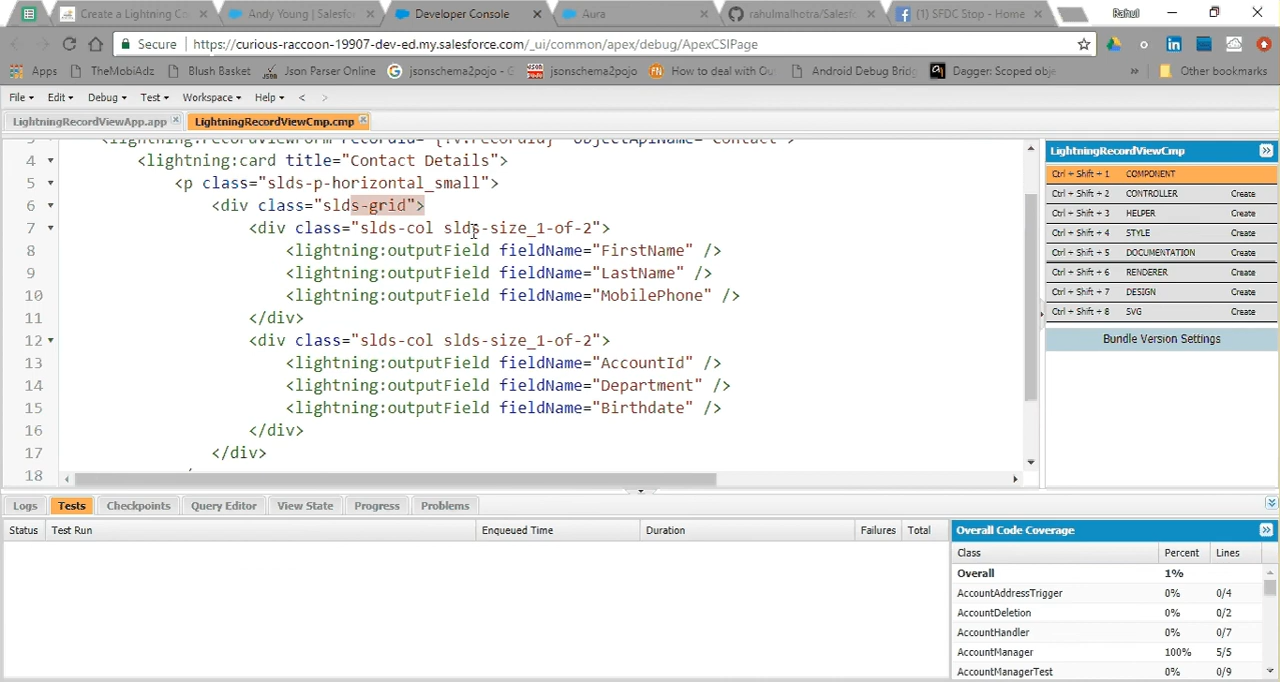 Create a Lightning Co
Andy Young | Salesfor
Developer Console
Aura
rahulmalhotra/Salesf
(1) SFDC Stop - Home
Rahul
Secure
https://curious-raccoon-19907-dev-ed.my.salesforce.com/_ui/common/apex/debug/ApexCSIPage
Apps
TheMobiAdz
Blush Basket
Json Parser Online
jsonschema2pojo - G
jsonschema2pojo
How to deal with Ou
Android Debug Bridg
Dagger: Scoped obje
»
Other bookmarks
File
Edit
Debug
Test
Workspace
Help
<
>
LightningRecordViewApp.app
LightningRecordViewCmp.cmp
4 <lightning:card title="Contact Details">
5 <p class="slds-p-horizontal_small">
6 <div class="slds-grid">
7 <div class="slds-col slds-size_1-of-2">
8 <lightning:outputField fieldName="FirstName" />
9 <lightning:outputField fieldName="LastName" />
10 <lightning:outputField fieldName="MobilePhone" />
11 </div>
12 <div class="slds-col slds-size_1-of-2">
13 <lightning:outputField fieldName="AccountId" />
14 <lightning:outputField fieldName="Department" />
15 <lightning:outputField fieldName="Birthdate" />
16 </div>
17 </div>
18
LightningRecordViewCmp
Ctrl + Shift + 1 COMPONENT
Ctrl + Shift + 2 CONTROLLER Create
Ctrl + Shift + 3 HELPER Create
Ctrl + Shift + 4 STYLE Create
Ctrl + Shift + 5 DOCUMENTATION Create
Ctrl + Shift + 6 RENDERER Create
Ctrl + Shift + 7 DESIGN Create
Ctrl + Shift + 8 SVG Create
Bundle Version Settings
Logs
Tests
Checkpoints
Query Editor
View State
Progress
Problems
Status
Test Run
Enqueued Time
Duration
Failures
Total
Overall Code Coverage
Class Percent Lines
Overall 1%
AccountAddressTrigger 0% 0/4
AccountDeletion 0% 0/2
AccountHandler 0% 0/7
AccountManager 100% 5/5
AccountManagerTest 0% 0/9